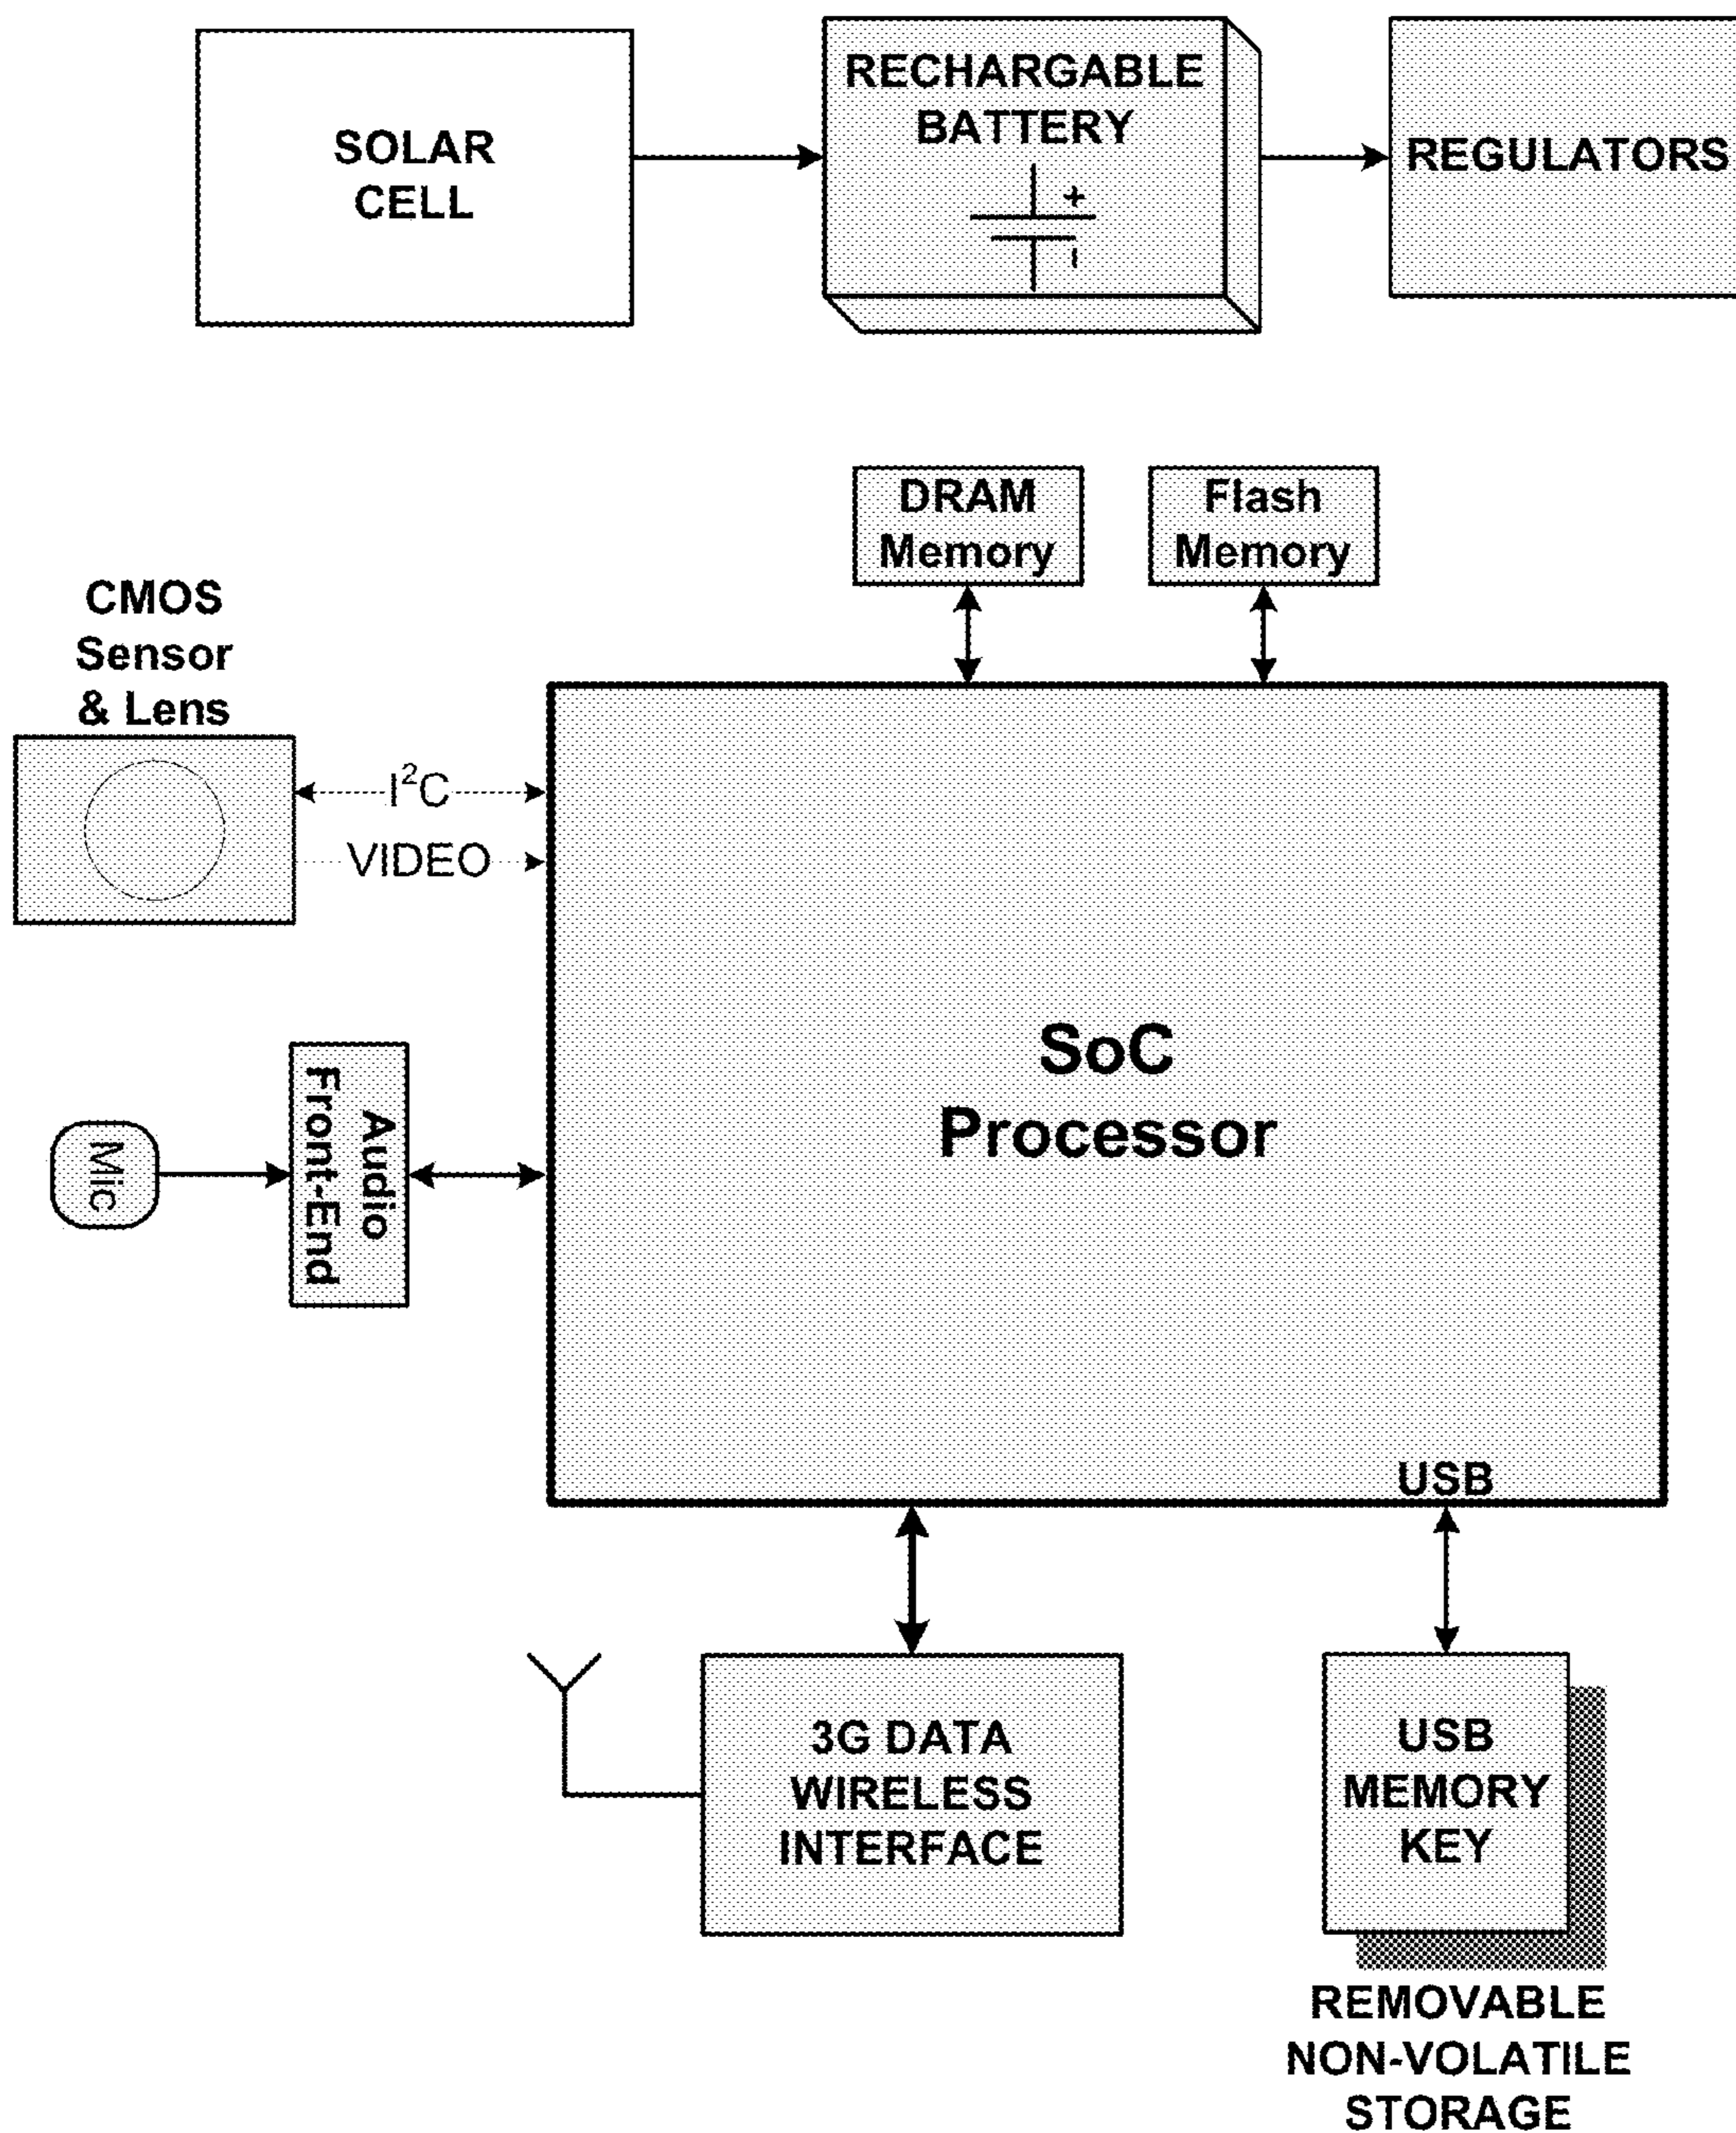 SOLAR
CELL
RECHARGABLE
BATTERY
+
-
REGULATORS
DRAM
Memory
Flash
Memory
CMOS
Sensor
& Lens
I²C
VIDEO
SoC
Processor
Mic
Audio
Front-End
USB
3G DATA
WIRELESS
INTERFACE
USB
MEMORY
KEY
REMOVABLE
NON-VOLATILE
STORAGE